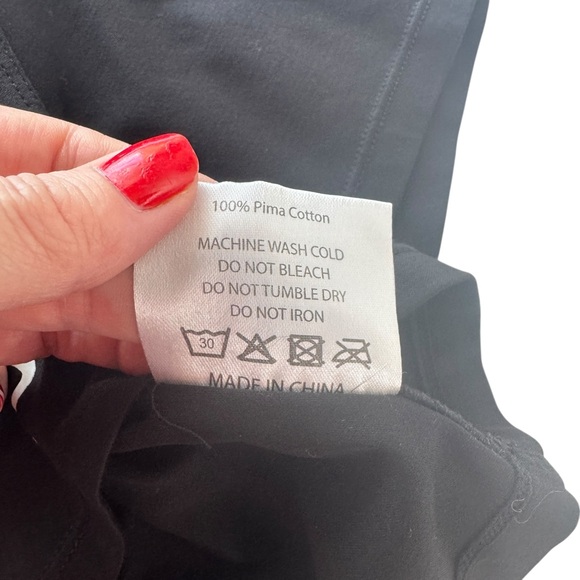 100% Pima Cotton
MACHINE WASH COLD
DO NOT BLEACH
DO NOT TUMBLE DRY
DO NOT IRON
30
MADE IN CHINA